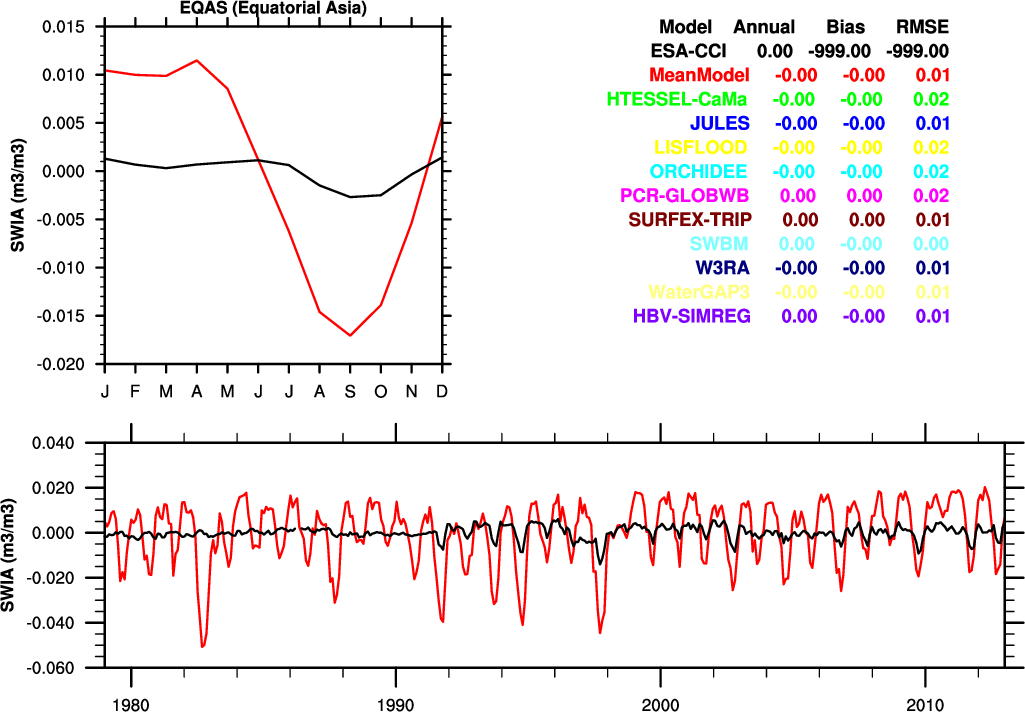 EQAS (Equatorial Asia)
0.015
0.010
0.005
0.000
-0.005
-0.010
-0.015
-0.020
SWIA (m3/m3)
J F M A M J J A S O N D
Model Annual Bias RMSE
ESA-CCI 0.00 -999.00 -999.00
MeanModel -0.00 -0.00 0.01
HTESSEL-CaMa -0.00 -0.00 0.02
JULES -0.00 -0.00 0.01
LISFLOOD -0.00 -0.00 0.02
ORCHIDEE -0.00 -0.00 0.02
PCR-GLOBWB 0.00 0.00 0.02
SURFEX-TRIP 0.00 0.00 0.01
SWBM 0.00 -0.00 0.00
W3RA -0.00 -0.00 0.01
WaterGAP3 -0.00 -0.00 0.01
HBV-SIMREG 0.00 -0.00 0.01
0.040
0.020
0.000
-0.020
-0.040
-0.060
SWIA (m3/m3)
1980 1990 2000 2010